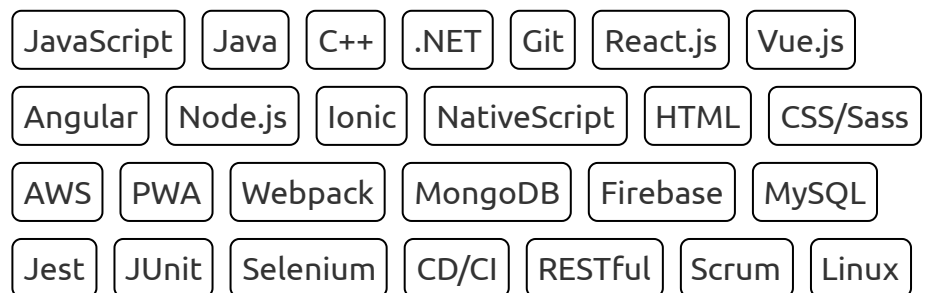 JavaScript Java C++ .NET Git React.js Vue.js
Angular Node.js Ionic NativeScript HTML CSS/Sass
AWS PWA Webpack MongoDB Firebase MySQL
Jest JUnit Selenium CD/CI RESTful Scrum Linux